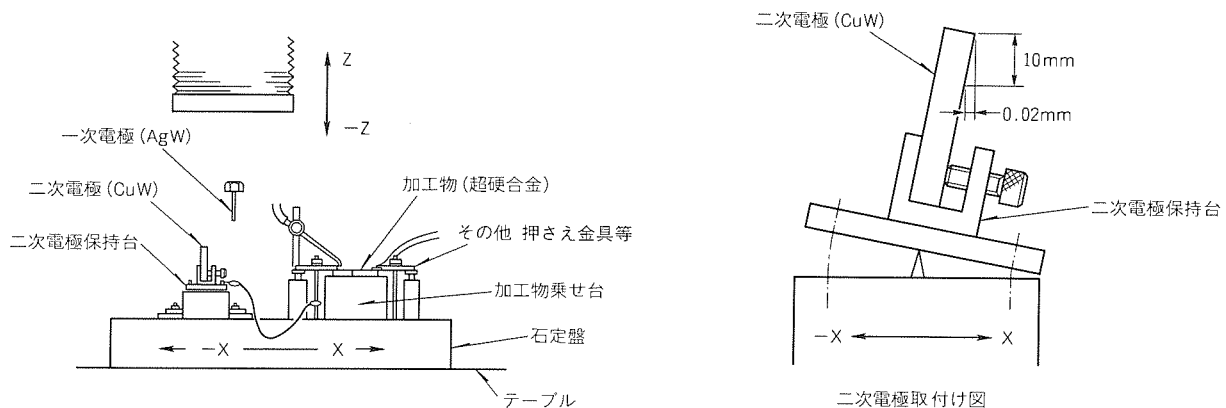 Z
-Z
一次電極(AgW)
二次電極(CuW)
二次電極保持台
加工物(超硬合金)
その他 押さえ金具等
加工物乗せ台
石定盤
-X X
テーブル
二次電極(CuW)
10mm
0.02mm
二次電極保持台
-X X
二次電極取付け図